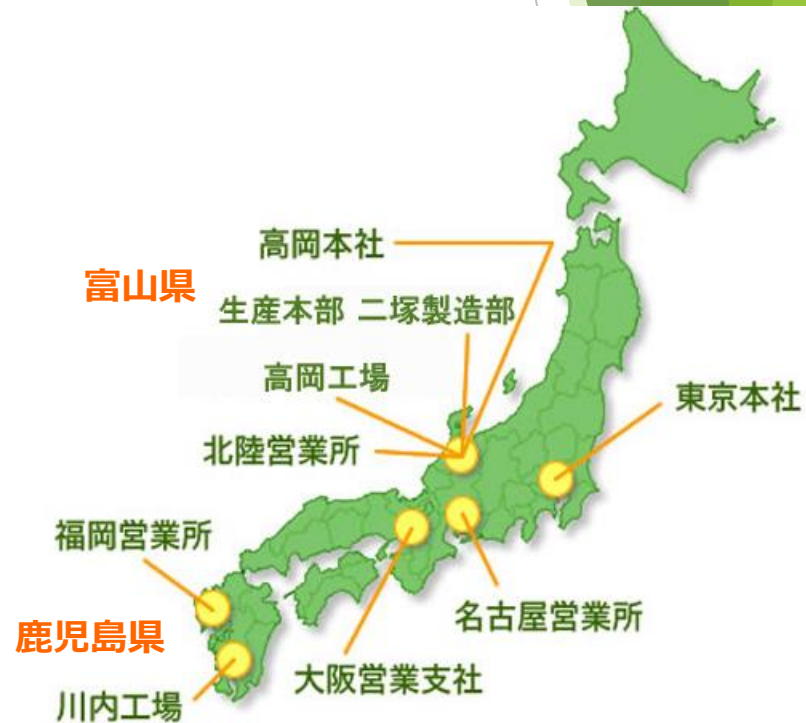 高岡本社
富山県
生産本部 二塚製造部
高岡工場
東京本社
北陸営業所
福岡営業所
名古屋営業所
鹿児島県
大阪営業支社
川内工場